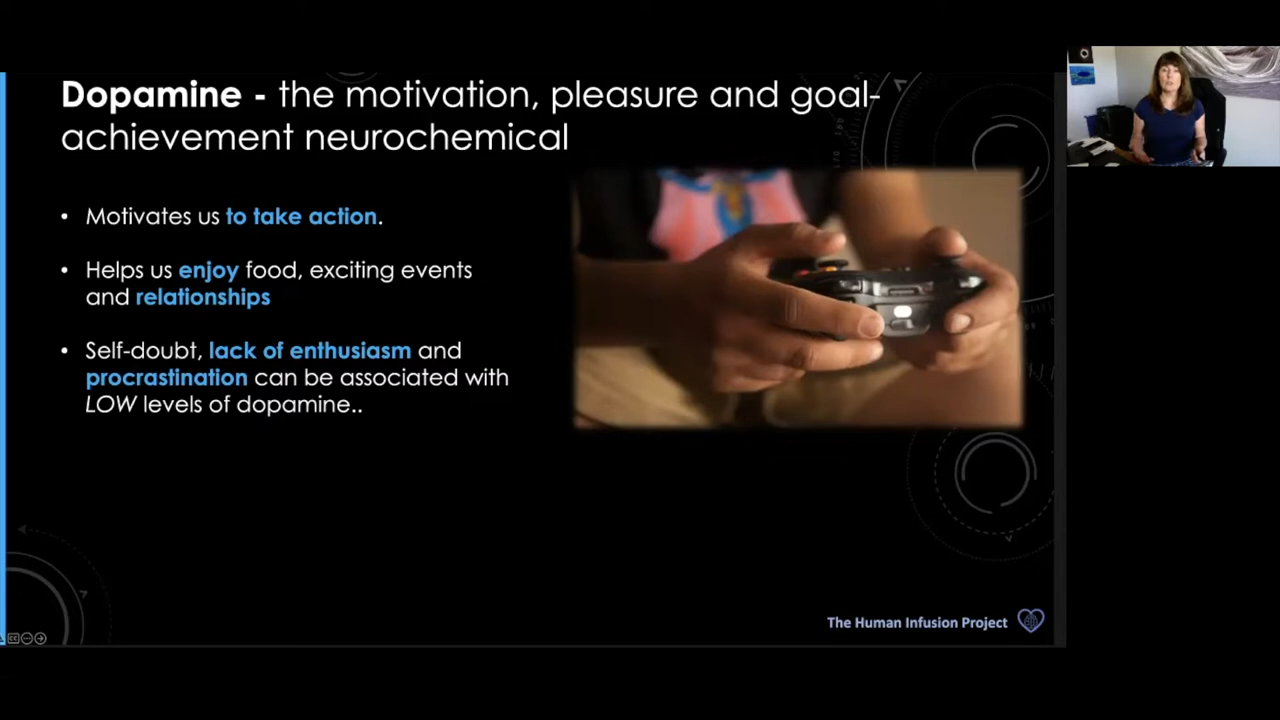 Dopamine - the motivation, pleasure and goal-
achievement neurochemical
• Motivates us to take action.
• Helps us enjoy food, exciting events
and relationships
• Self-doubt, lack of enthusiasm and
procrastination can be associated with
LOW levels of dopamine..
The Human Infusion Project